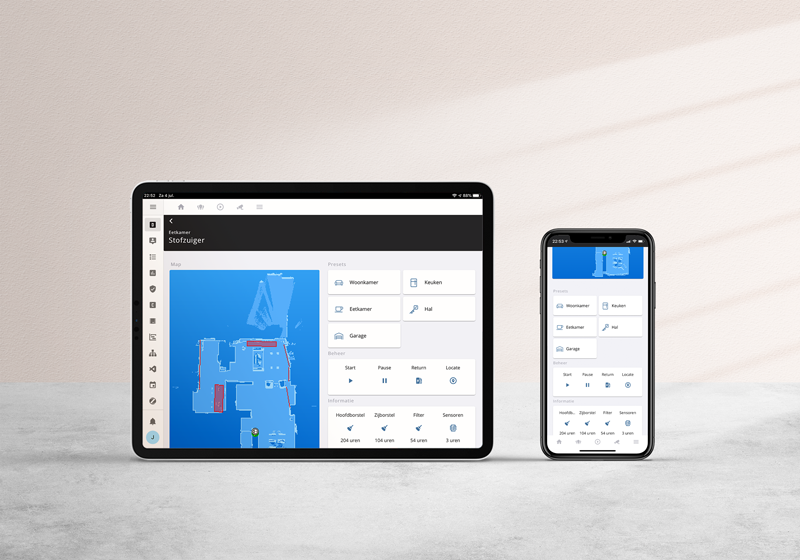 22:52 Za 4 jul. 88%
Eetkamer
Stofzuiger
Map
Presets
Woonkamer Keuken
Eetkamer Hal
Garage
Beheer
Start Pause Return Locate
Informatie
Hoofdborstel Zijborstel Filter Sensoren
204 uren 104 uren 54 uren 3 uren
J
22:53
Presets
Woonkamer Keuken
Eetkamer Hal
Garage
Beheer
Start Pause Return Locate
Informatie
Hoofdb... Zijborstel Filter Sensoren
204 uren 104 uren 54 uren 3 uren